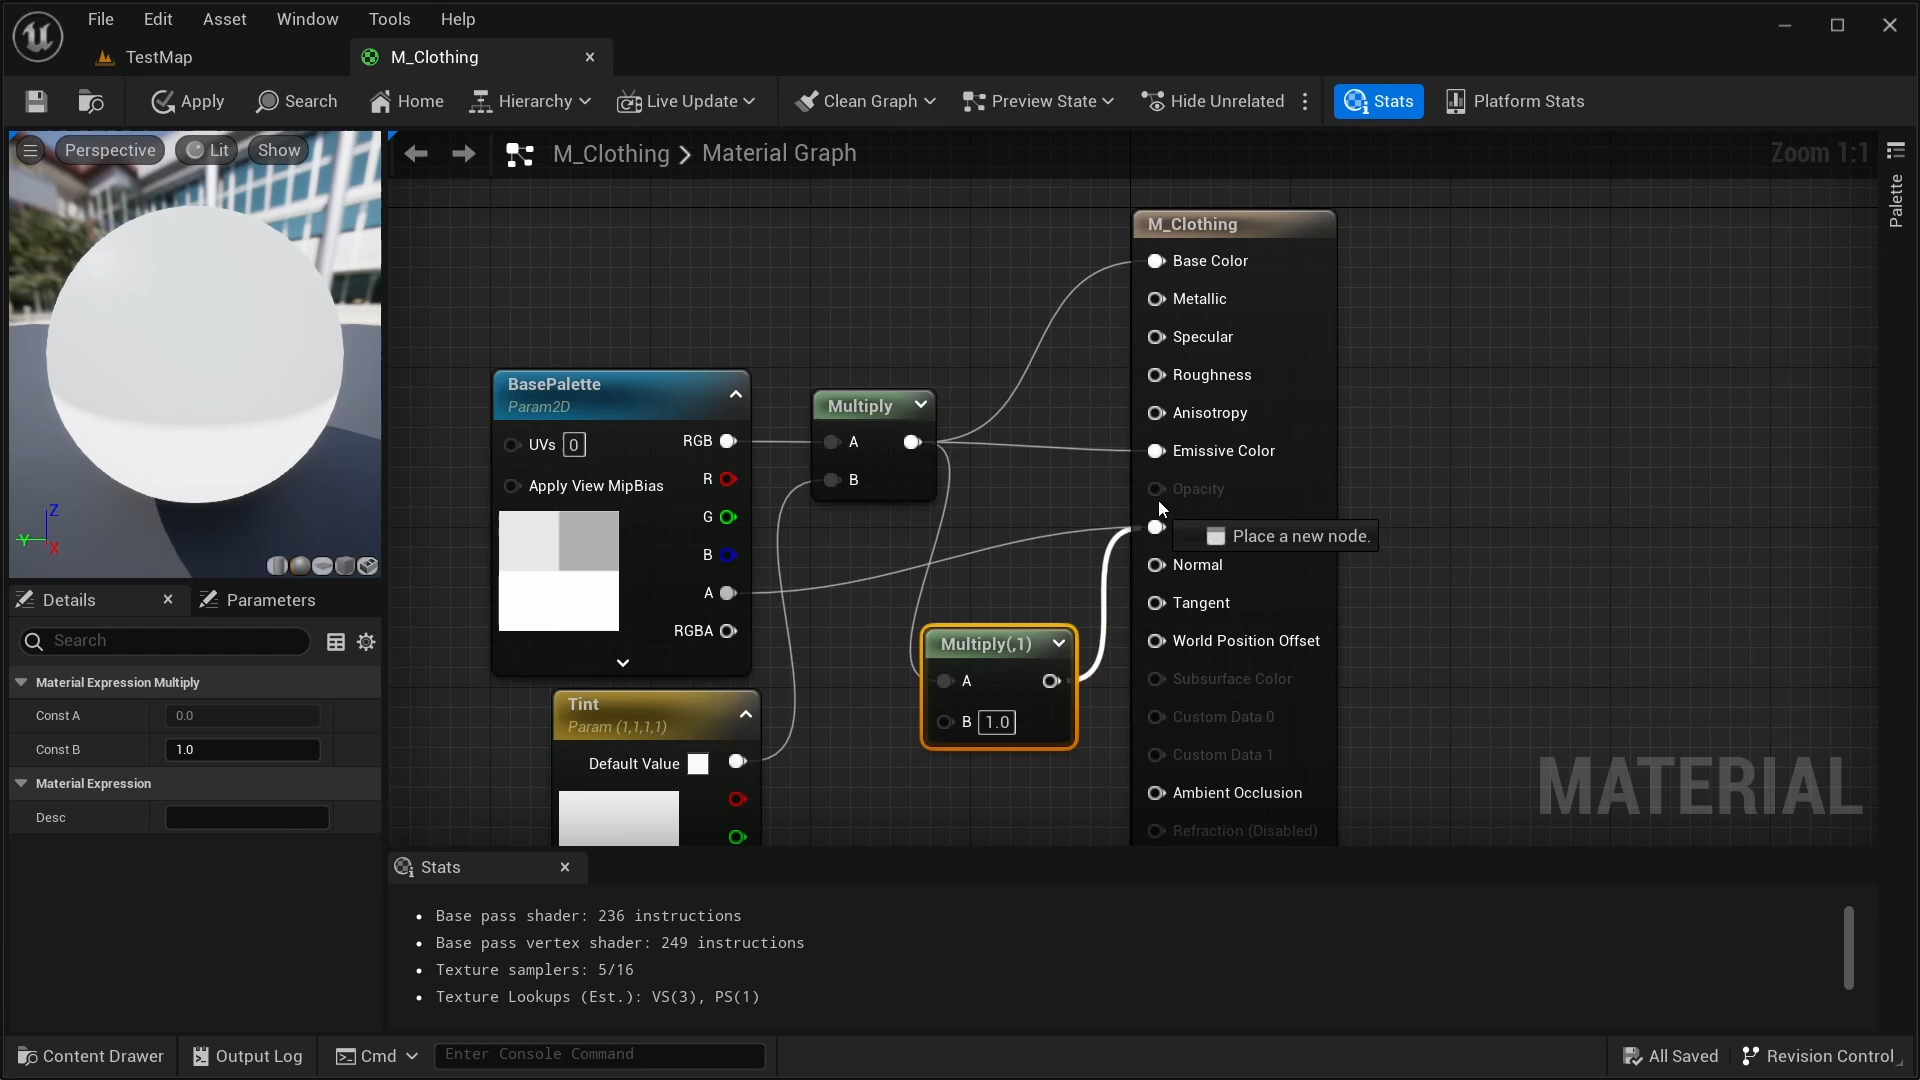 File Edit Asset Window Tools Help
TestMap
M_Clothing
Apply Search Home Hierarchy Live Update Clean Graph Preview State Hide Unrelated Stats Platform Stats
Perspective Lit Show
M_Clothing > Material Graph
Zoom 1:1
Palette
M_Clothing
Base Color
Metallic
Specular
Roughness
Anisotropy
Emissive Color
Opacity
Place a new node.
Normal
Tangent
World Position Offset
Subsurface Color
Custom Data 0
Custom Data 1
Ambient Occlusion
Refraction (Disabled)
BasePalette
Param2D
UVs 0 RGB
Apply View MipBias R
G
B
A
RGBA
Multiply
A
B
Multiply(,1)
A
B 1.0
Tint
Param (1,1,1,1)
Default Value
Z
Y
X
Details
Parameters
Search
Material Expression Multiply
Const A 0.0
Const B 1.0
Material Expression
Desc
MATERIAL
Stats
Base pass shader: 236 instructions
Base pass vertex shader: 249 instructions
Texture samplers: 5/16
Texture Lookups (Est.): VS(3), PS(1)
Content Drawer Output Log Cmd Enter Console Command All Saved Revision Control